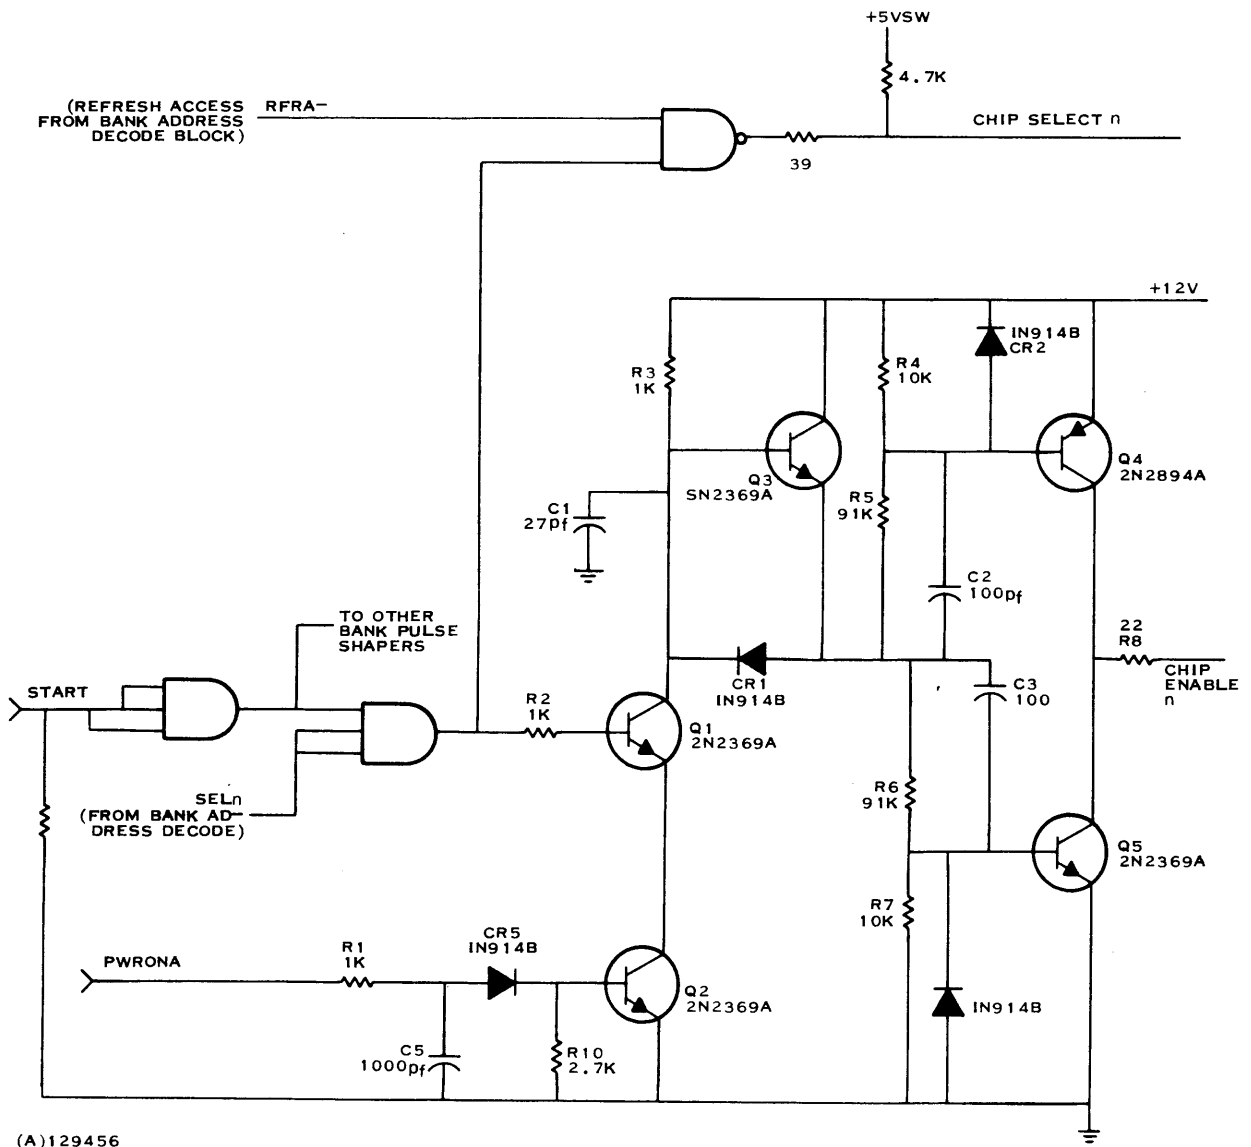 +5VSW
4.7K
(REFRESH ACCESS
FROM BANK ADDRESS
DECODE BLOCK)
RFRA-
CHIP SELECT n
39
+12V
IN914B
CR2
R3
1K
R4
10K
Q4
2N2894A
Q3
SN2369A
R5
91K
C1
27pf
C2
100pf
TO OTHER
BANK PULSE
SHAPERS
22
R8
CHIP
ENABLE
n
START
CR1
IN914B
C3
100
R2
1K
Q1
2N2369A
SELn
(FROM BANK AD-
DRESS DECODE)
R6
91K
Q5
2N2369A
R7
10K
PWRONA
R1
1K
CR5
IN914B
Q2
2N2369A
IN914B
C5
1000pf
R10
2.7K
(A)129456